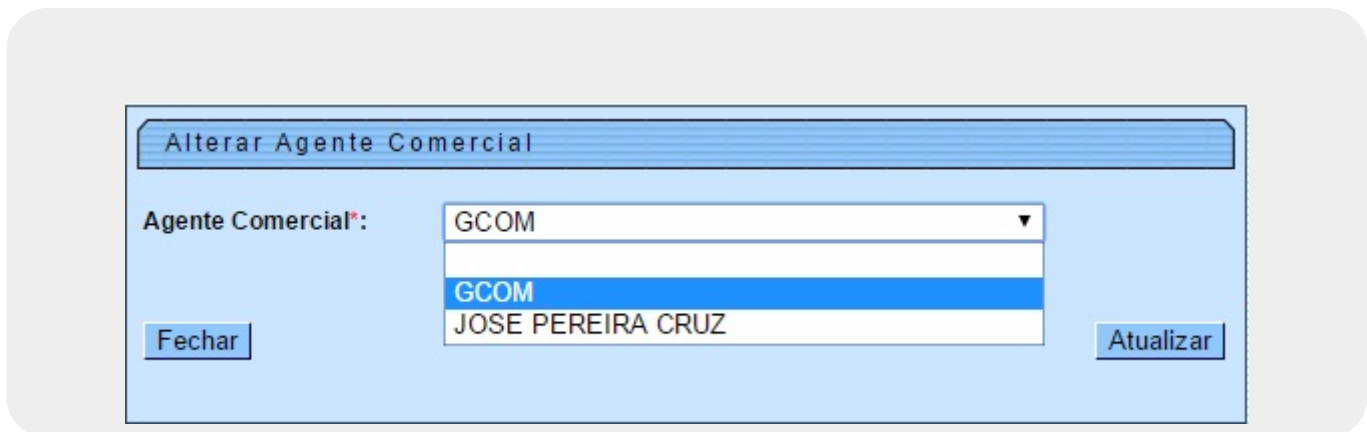 Alterar Agente Comercial
Agente Comercial*: GCOM
GCOM
JOSE PEREIRA CRUZ
Fechar Atualizar